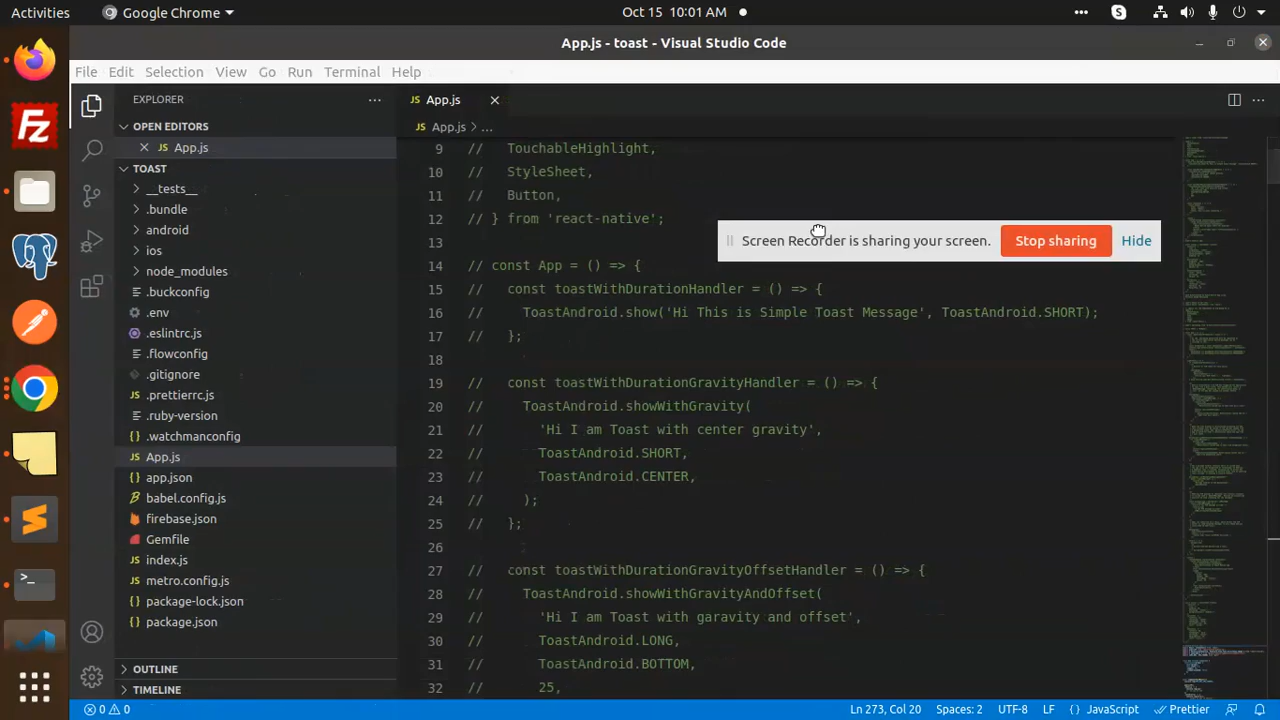 Activities
Google Chrome
Oct 15 10:01 AM
App.js - toast - Visual Studio Code
File Edit Selection View Go Run Terminal Help
EXPLORER
OPEN EDITORS
App.js
TOAST
__tests__
.bundle
android
ios
node_modules
.buckconfig
.env
.eslintrc.js
.flowconfig
.gitignore
.prettierrc.js
.ruby-version
.watchmanconfig
App.js
app.json
babel.config.js
firebase.json
Gemfile
index.js
metro.config.js
package-lock.json
package.json
OUTLINE
TIMELINE
App.js
App.js > ...
9 // TouchableHighlight,
10 // StyleSheet,
11 // Button,
12 // } from 'react-native';
13 //
14 // const App = () => {
15 // const toastWithDurationHandler = () => {
16 // ToastAndroid.show('Hi This is Simple Toast Message', ToastAndroid.SHORT);
17 // };
18 //
19 // const toastWithDurationGravityHandler = () => {
20 // ToastAndroid.showWithGravity(
21 // 'Hi I am Toast with center gravity',
22 // ToastAndroid.SHORT,
23 // ToastAndroid.CENTER,
24 // );
25 // };
26 //
27 // const toastWithDurationGravityOffsetHandler = () => {
28 // ToastAndroid.showWithGravityAndOffset(
29 // 'Hi I am Toast with garavity and offset',
30 // ToastAndroid.LONG,
31 // ToastAndroid.BOTTOM,
32 // 25,
Screen Recorder is sharing your screen. Stop sharing Hide
0 0
Ln 273, Col 20 Spaces: 2 UTF-8 LF {} JavaScript Prettier